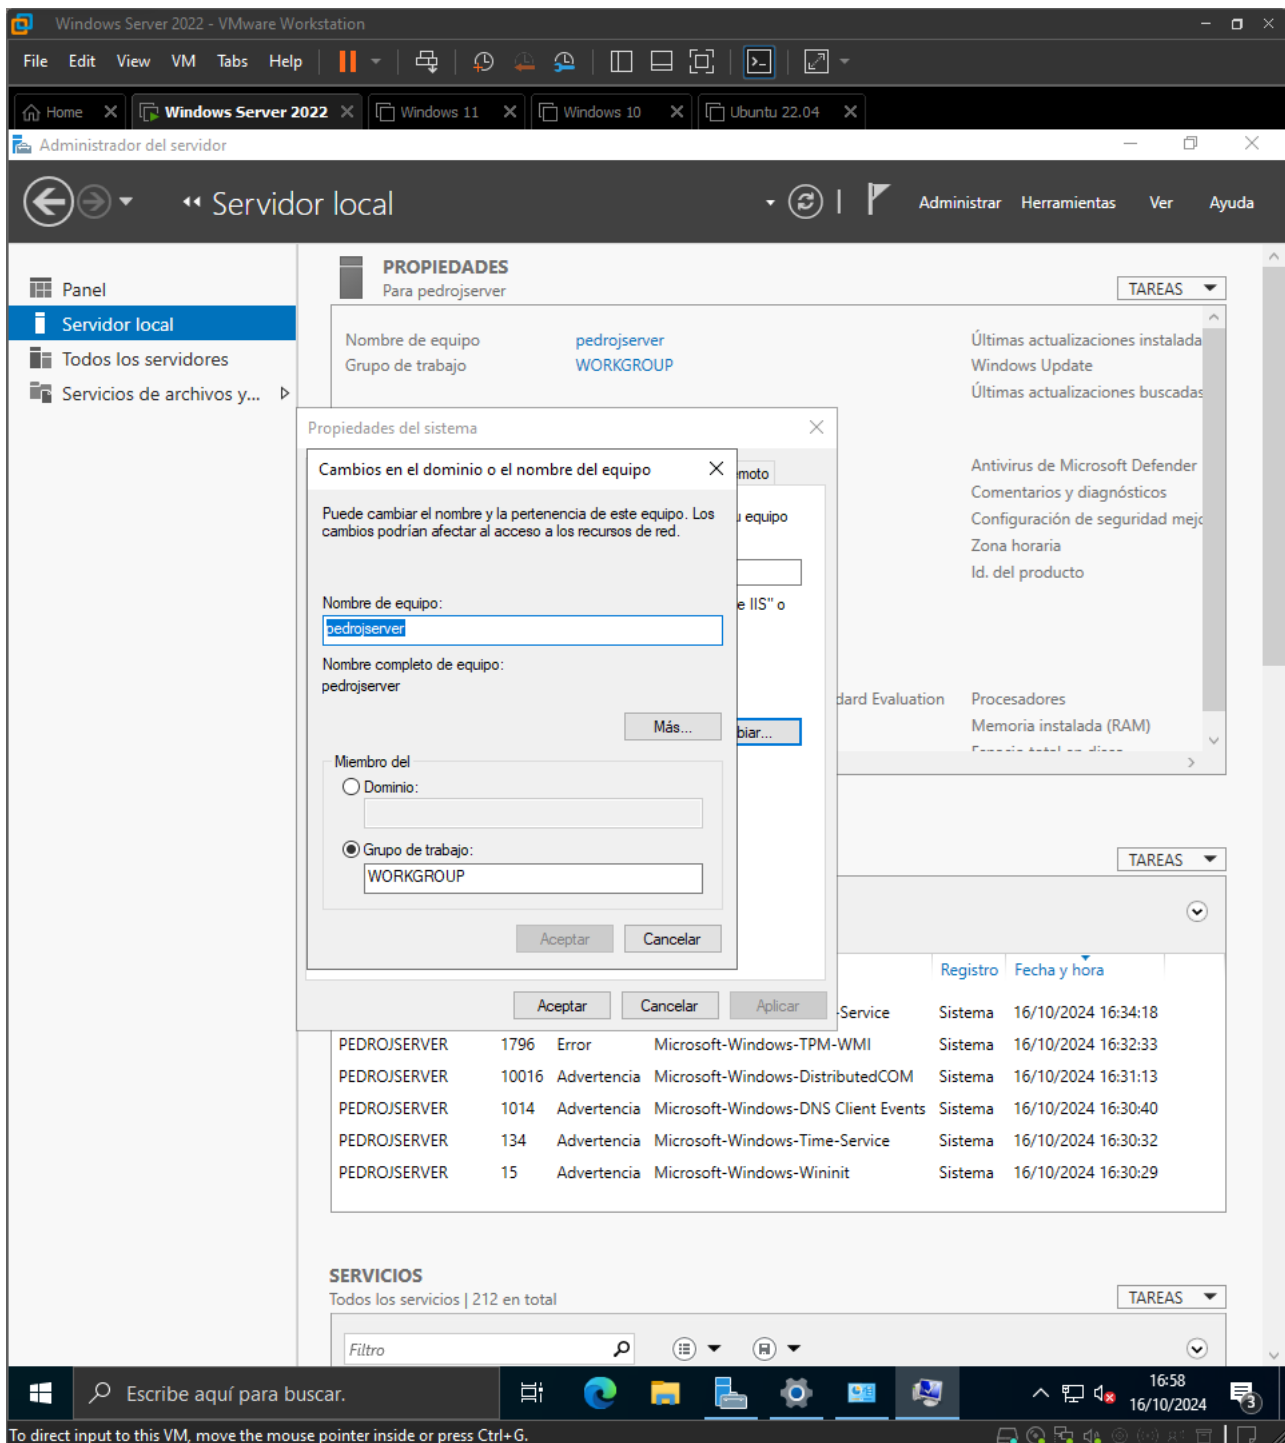 Windows Server 2022 - VMware Workstation
File Edit View VM Tabs Help
Home Windows Server 2022 Windows 11 Windows 10 Ubuntu 22.04
Administrador del servidor
Servidor local
Administrar Herramientas Ver Ayuda
Panel
Servidor local
Todos los servidores
Servicios de archivos y...
PROPIEDADES
Para pedrojserver
TAREAS
Nombre de equipo pedrojserver
Grupo de trabajo WORKGROUP
Últimas actualizaciones instalada
Windows Update
Últimas actualizaciones buscadas
Antivirus de Microsoft Defender
Comentarios y diagnósticos
Configuración de seguridad mejo
Zona horaria
Id. del producto
dard Evaluation
Procesadores
Memoria instalada (RAM)
Propiedades del sistema
moto
u equipo
e IIS" o
biar...
Cambios en el dominio o el nombre del equipo
Puede cambiar el nombre y la pertenencia de este equipo. Los
cambios podrían afectar al acceso a los recursos de red.
Nombre de equipo:
pedrojserver
Nombre completo de equipo:
pedrojserver
Más...
Miembro del
Dominio:
Grupo de trabajo:
WORKGROUP
Aceptar Cancelar
Aceptar Cancelar Aplicar
TAREAS
Registro Fecha y hora
-Service Sistema 16/10/2024 16:34:18
PEDROJSERVER 1796 Error Microsoft-Windows-TPM-WMI Sistema 16/10/2024 16:32:33
PEDROJSERVER 10016 Advertencia Microsoft-Windows-DistributedCOM Sistema 16/10/2024 16:31:13
PEDROJSERVER 1014 Advertencia Microsoft-Windows-DNS Client Events Sistema 16/10/2024 16:30:40
PEDROJSERVER 134 Advertencia Microsoft-Windows-Time-Service Sistema 16/10/2024 16:30:32
PEDROJSERVER 15 Advertencia Microsoft-Windows-Wininit Sistema 16/10/2024 16:30:29
SERVICIOS
Todos los servicios | 212 en total
TAREAS
Filtro
Escribe aquí para buscar.
16:58
16/10/2024
3
To direct input to this VM, move the mouse pointer inside or press Ctrl+G.